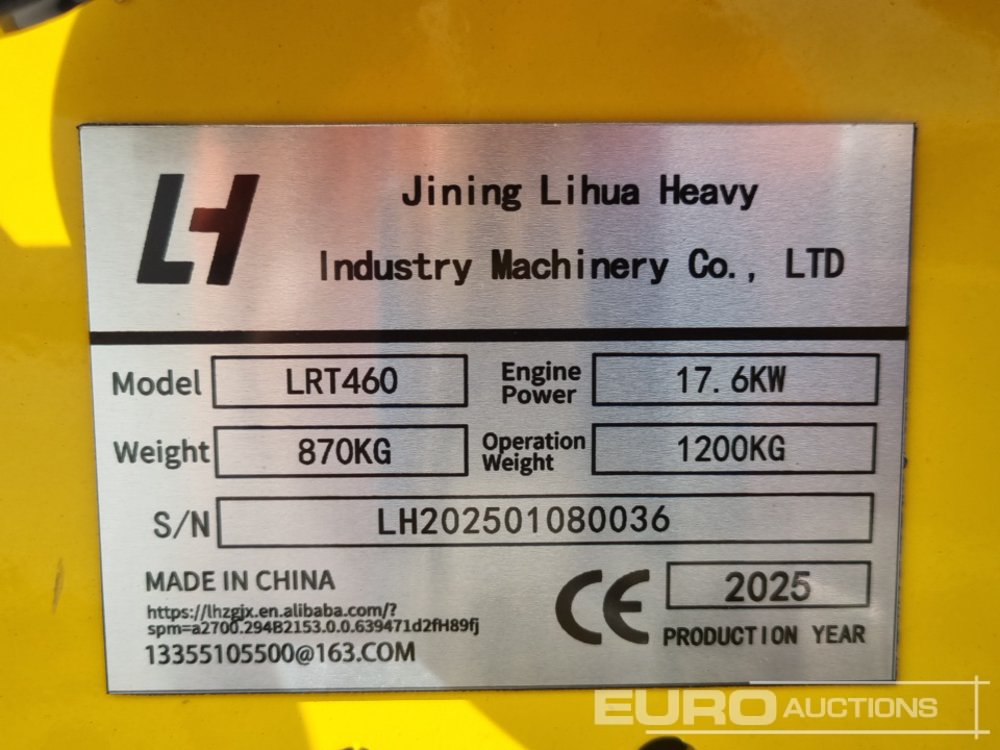 LH
Jining Lihua Heavy
Industry Machinery Co., LTD
Model LRT460
Engine Power 17.6KW
Weight 870KG
Operation Weight 1200KG
S/N LH202501080036
MADE IN CHINA
https://lhzgjx.en.alibaba.com/?
spm=a2700.294B2153.0.0.639471d2fH89fj
13355105500@163.COM
CE 2025
PRODUCTION YEAR
EURO AUCTIONS